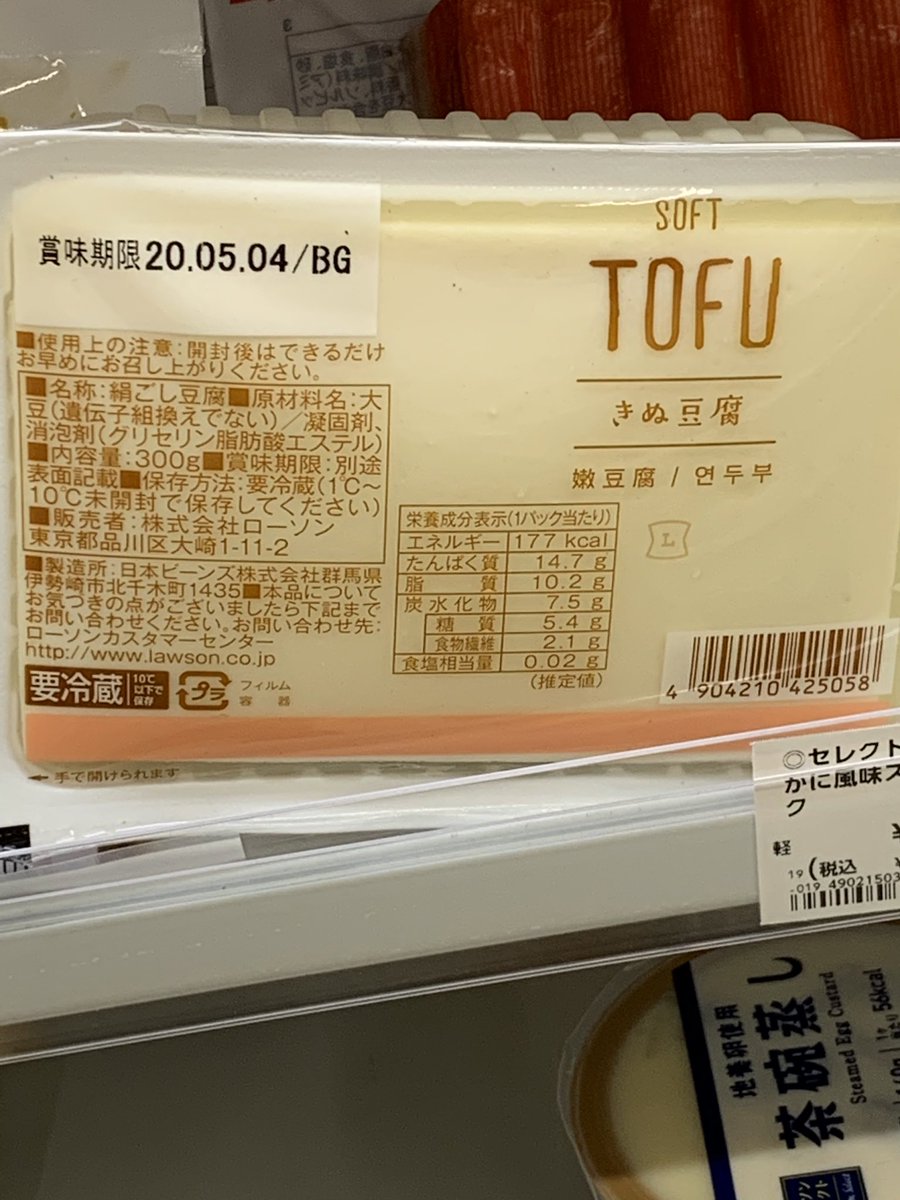 賞味期限20.05.04/BG
■使用上の注意:開封後はできるだけ
お早めにお召し上がりください。
■名称:絹ごし豆腐■原材料名:大
豆(遺伝子組換えでない)/凝固剤、
消泡剤(グリセリン脂肪酸エステル)
■内容量:300g■賞味期限:別途
表面記載■保存方法:要冷蔵(1℃~
10℃未開封で保存してください)
■販売者:株式会社ローソン
東京都品川区大崎1-11-2
■製造所:日本ビーンズ株式会社群馬県
伊勢崎市北千木町1435■本品について
お気づきの点がございましたら下記まで
お問い合わせください。お問い合わせ先:
ローソンカスタマーセンター
http://www.lawson.co.jp
要冷蔵 10℃以下で保存
プラ フィルム
容器
手で開けられます
SOFT
TOFU
きぬ豆腐
嫩豆腐 / 연두부
L
栄養成分表示(1パック当たり)
エネルギー 177 kcal
たんぱく質 14.7 g
脂質 10.2 g
炭水化物 7.5 g
糖質 5.4 g
食物繊維 2.1 g
食塩相当量 0.02 g
(推定値)
4 904210 425058
◎セレクト
かに風味ス
ク
軽
19 (税込
-019 49021503
地養卵使用
茶碗蒸し
Steamed Egg Custard
56kcal